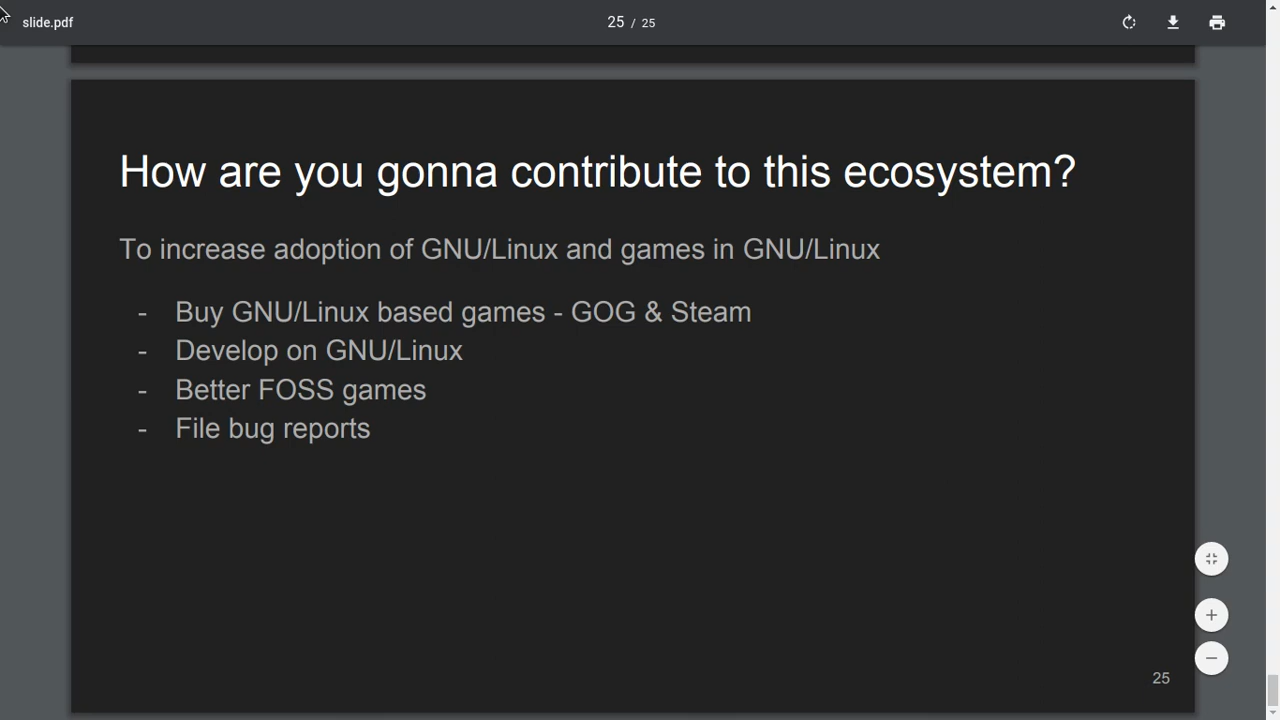 slide.pdf
25 / 25
How are you gonna contribute to this ecosystem?
To increase adoption of GNU/Linux and games in GNU/Linux
- Buy GNU/Linux based games - GOG & Steam
- Develop on GNU/Linux
- Better FOSS games
- File bug reports
25